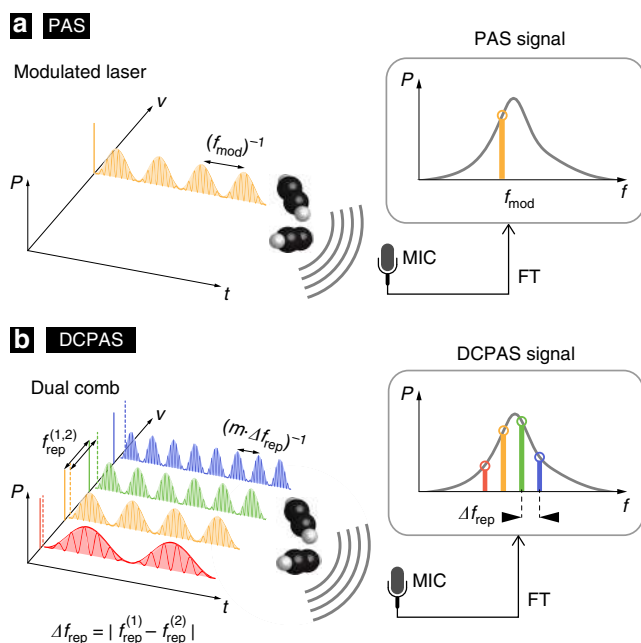 a PAS
PAS signal
Modulated laser
ν
P
(f_mod)⁻¹
P
f_mod
f
t
MIC
FT
b DCPAS
DCPAS signal
Dual comb
f_rep^(1,2)
ν
(m·Δf_rep)⁻¹
P
P
f
Δf_rep
t
MIC
FT
Δf_rep = | f_rep^(1) – f_rep^(2) |